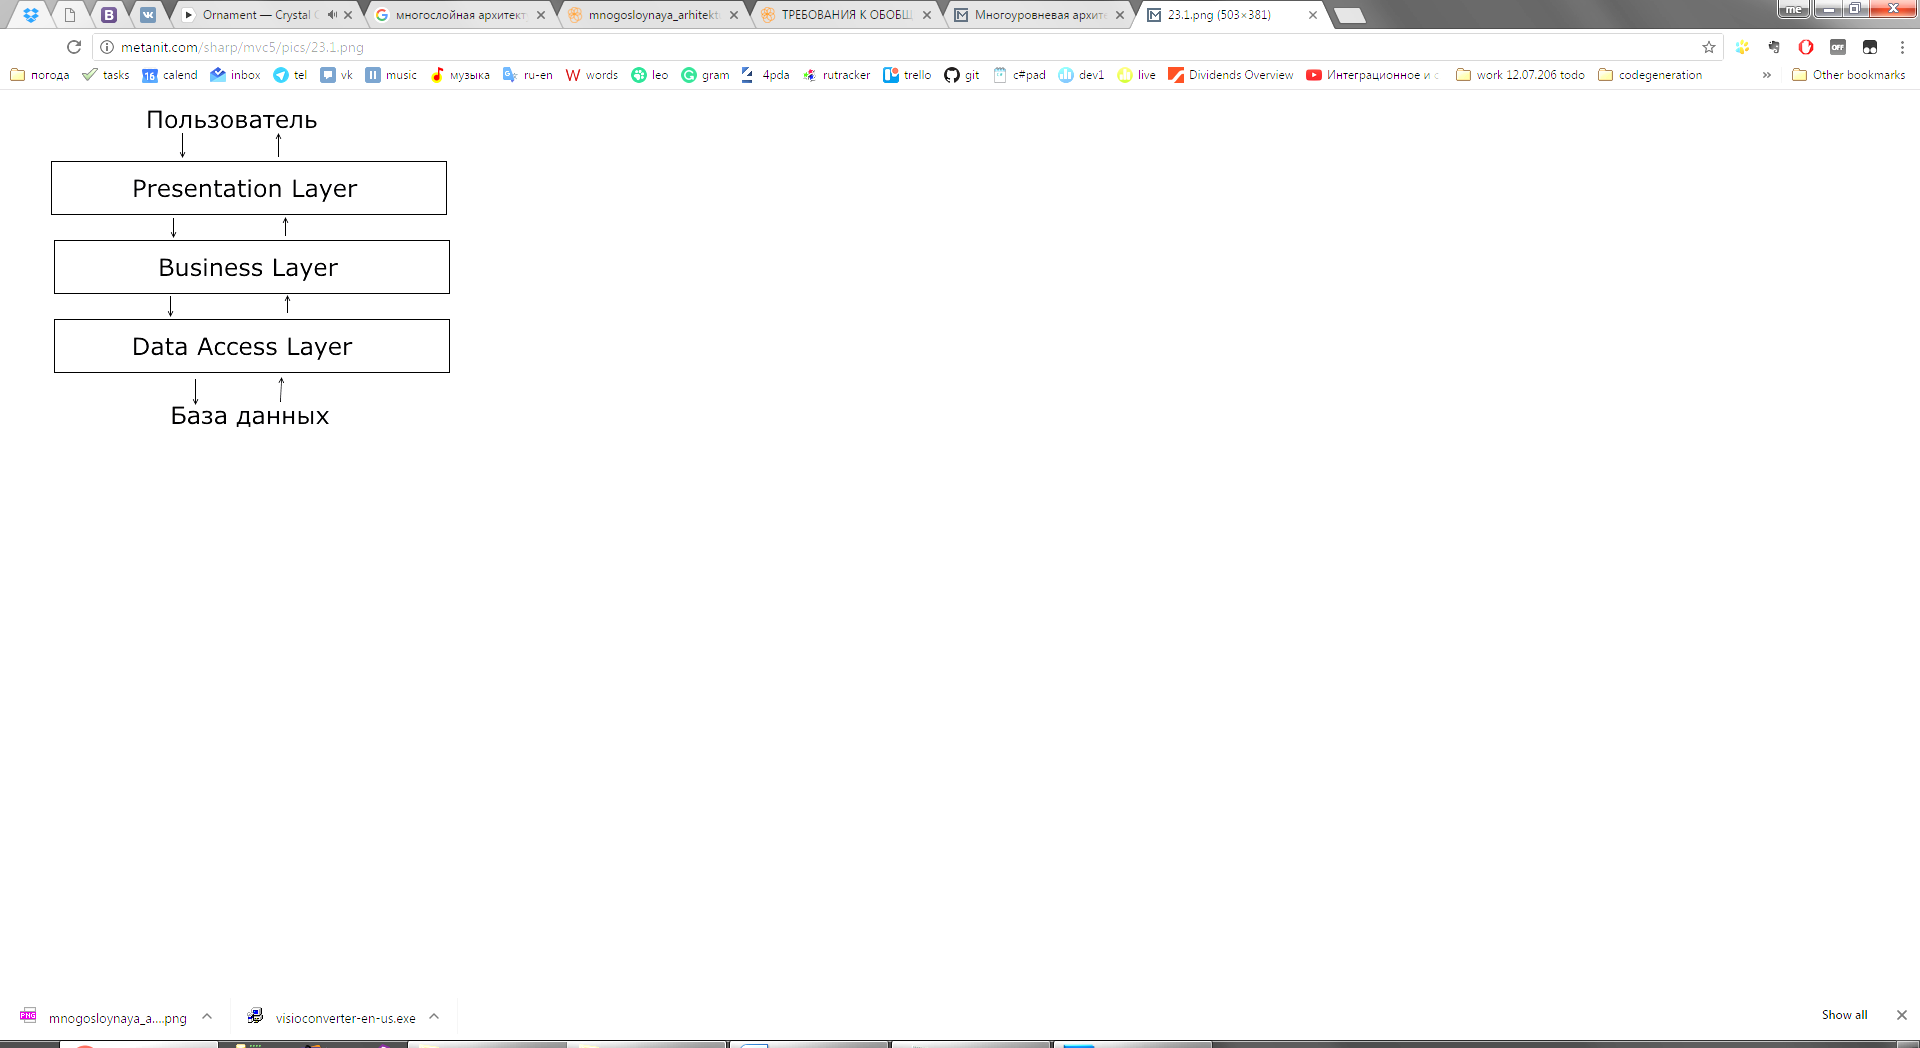 Ornament — Crystal
многослойная архитект
mnogosloynaya_arhitekt
ТРЕБОВАНИЯ К ОБОБЩ
Многоуровневая архите
23.1.png (503×381)
me
metanit.com/sharp/mvc5/pics/23.1.png
погода tasks calend inbox tel vk music музыка ru-en words leo gram 4pda rutracker trello git c#pad dev1 live Dividends Overview Интеграционное и work 12.07.206 todo codegeneration » Other bookmarks
Пользователь
Presentation Layer
Business Layer
Data Access Layer
База данных
mnogosloynaya_a....png
visioconverter-en-us.exe
Show all